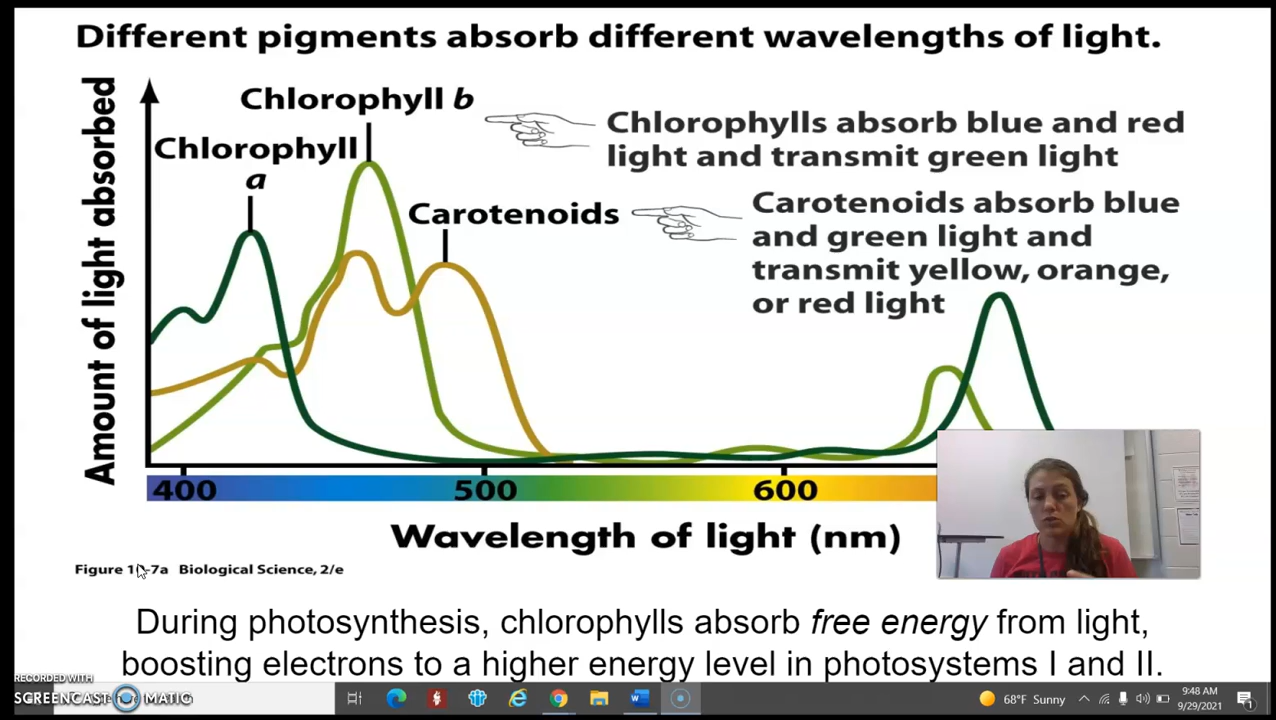 Different pigments absorb different wavelengths of light.
Chlorophyll b
Chlorophyll
a
Carotenoids
Chlorophylls absorb blue and red
light and transmit green light
Carotenoids absorb blue
and green light and
transmit yellow, orange,
or red light
Amount of light absorbed
400 500 600
Wavelength of light (nm)
Biological Science, 2/e
During photosynthesis, chlorophylls absorb free energy from light,
boosting electrons to a higher energy level in photosystems I and II.
RECORDED WITH
SCREENCAST MATIC
68°F Sunny
9:48 AM
9/29/2021